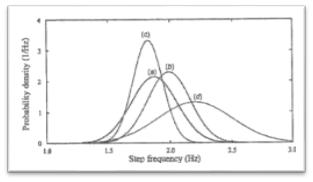 Probability density (1/Hz)
4
3
2
1
0
(c)
(a)
(b)
(d)
1.0
1.5
2.0
2.5
3.0
Step frequency (Hz)